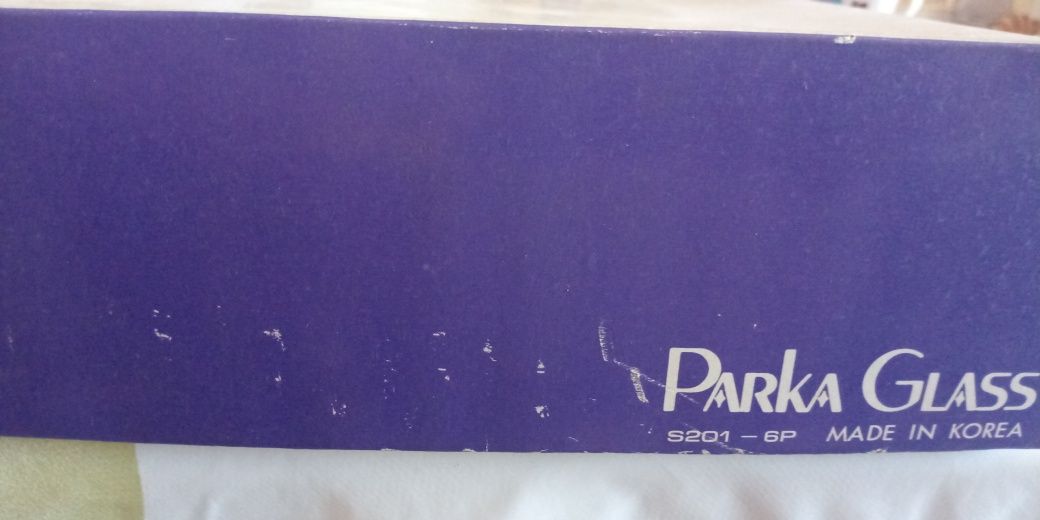 PARKA GLASS
S201 - 6P MADE IN KOREA